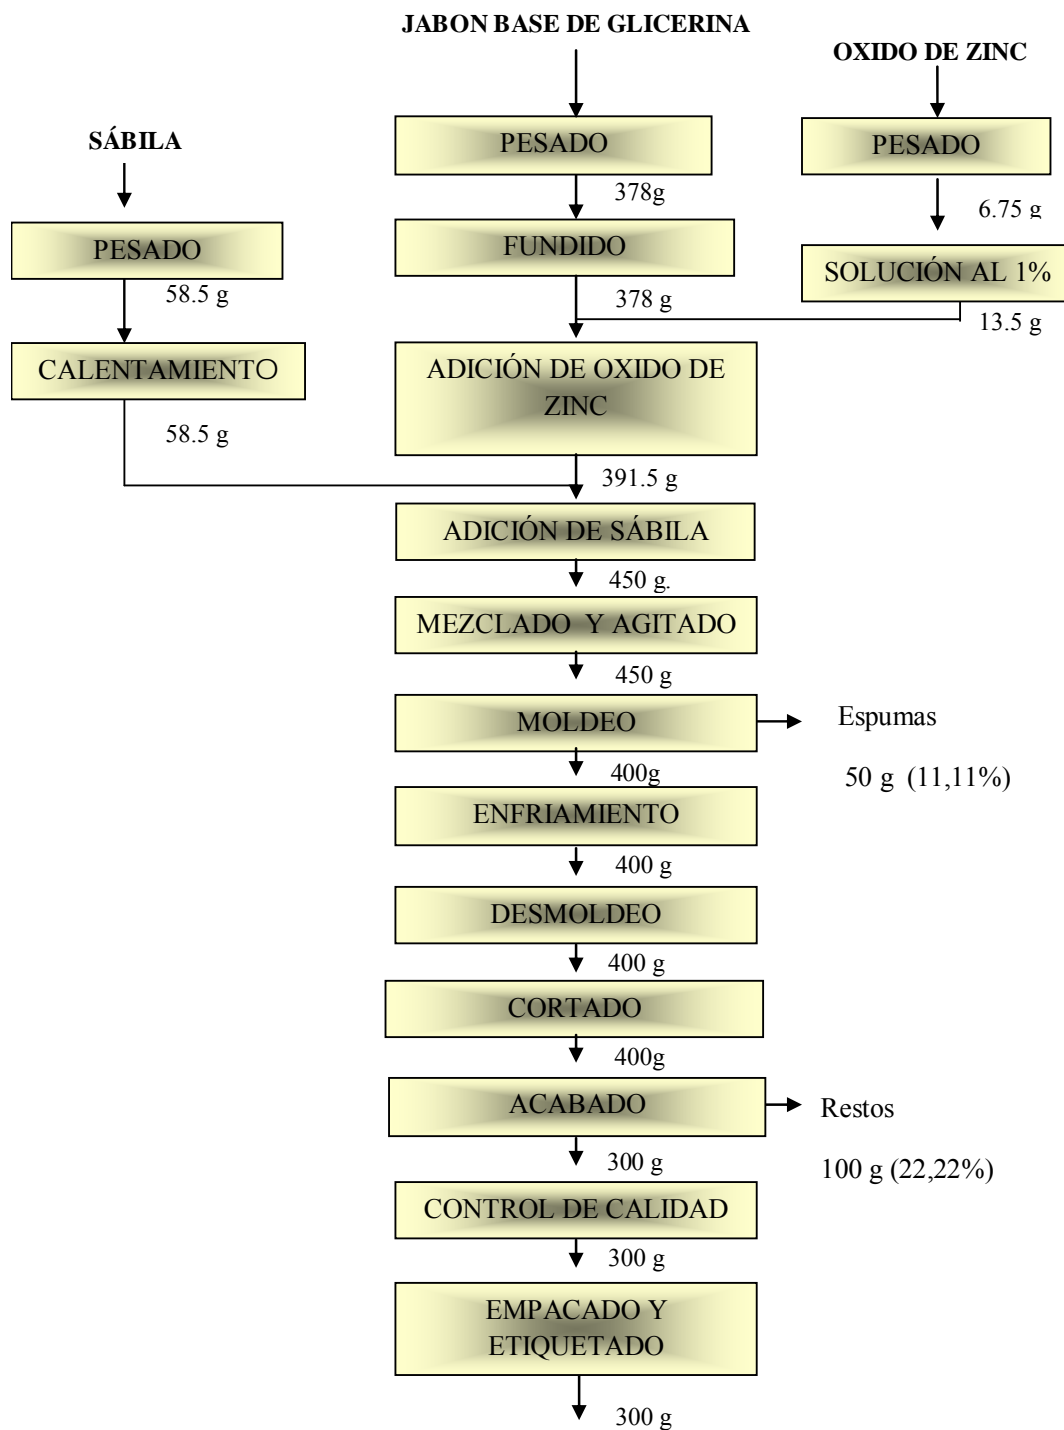 JABON BASE DE GLICERINA
OXIDO DE ZINC
SÁBILA
PESADO
PESADO
378g
6.75 g
PESADO
FUNDIDO
SOLUCIÓN AL 1%
58.5 g
378 g
13.5 g
CALENTAMIENTO
ADICIÓN DE OXIDO DE
ZINC
58.5 g
391.5 g
ADICIÓN DE SÁBILA
450 g.
MEZCLADO Y AGITADO
450 g
MOLDEO
Espumas
400g
50 g (11,11%)
ENFRIAMIENTO
400 g
DESMOLDEO
400 g
CORTADO
400g
ACABADO
Restos
300 g
100 g (22,22%)
CONTROL DE CALIDAD
300 g
EMPACADO Y
ETIQUETADO
300 g